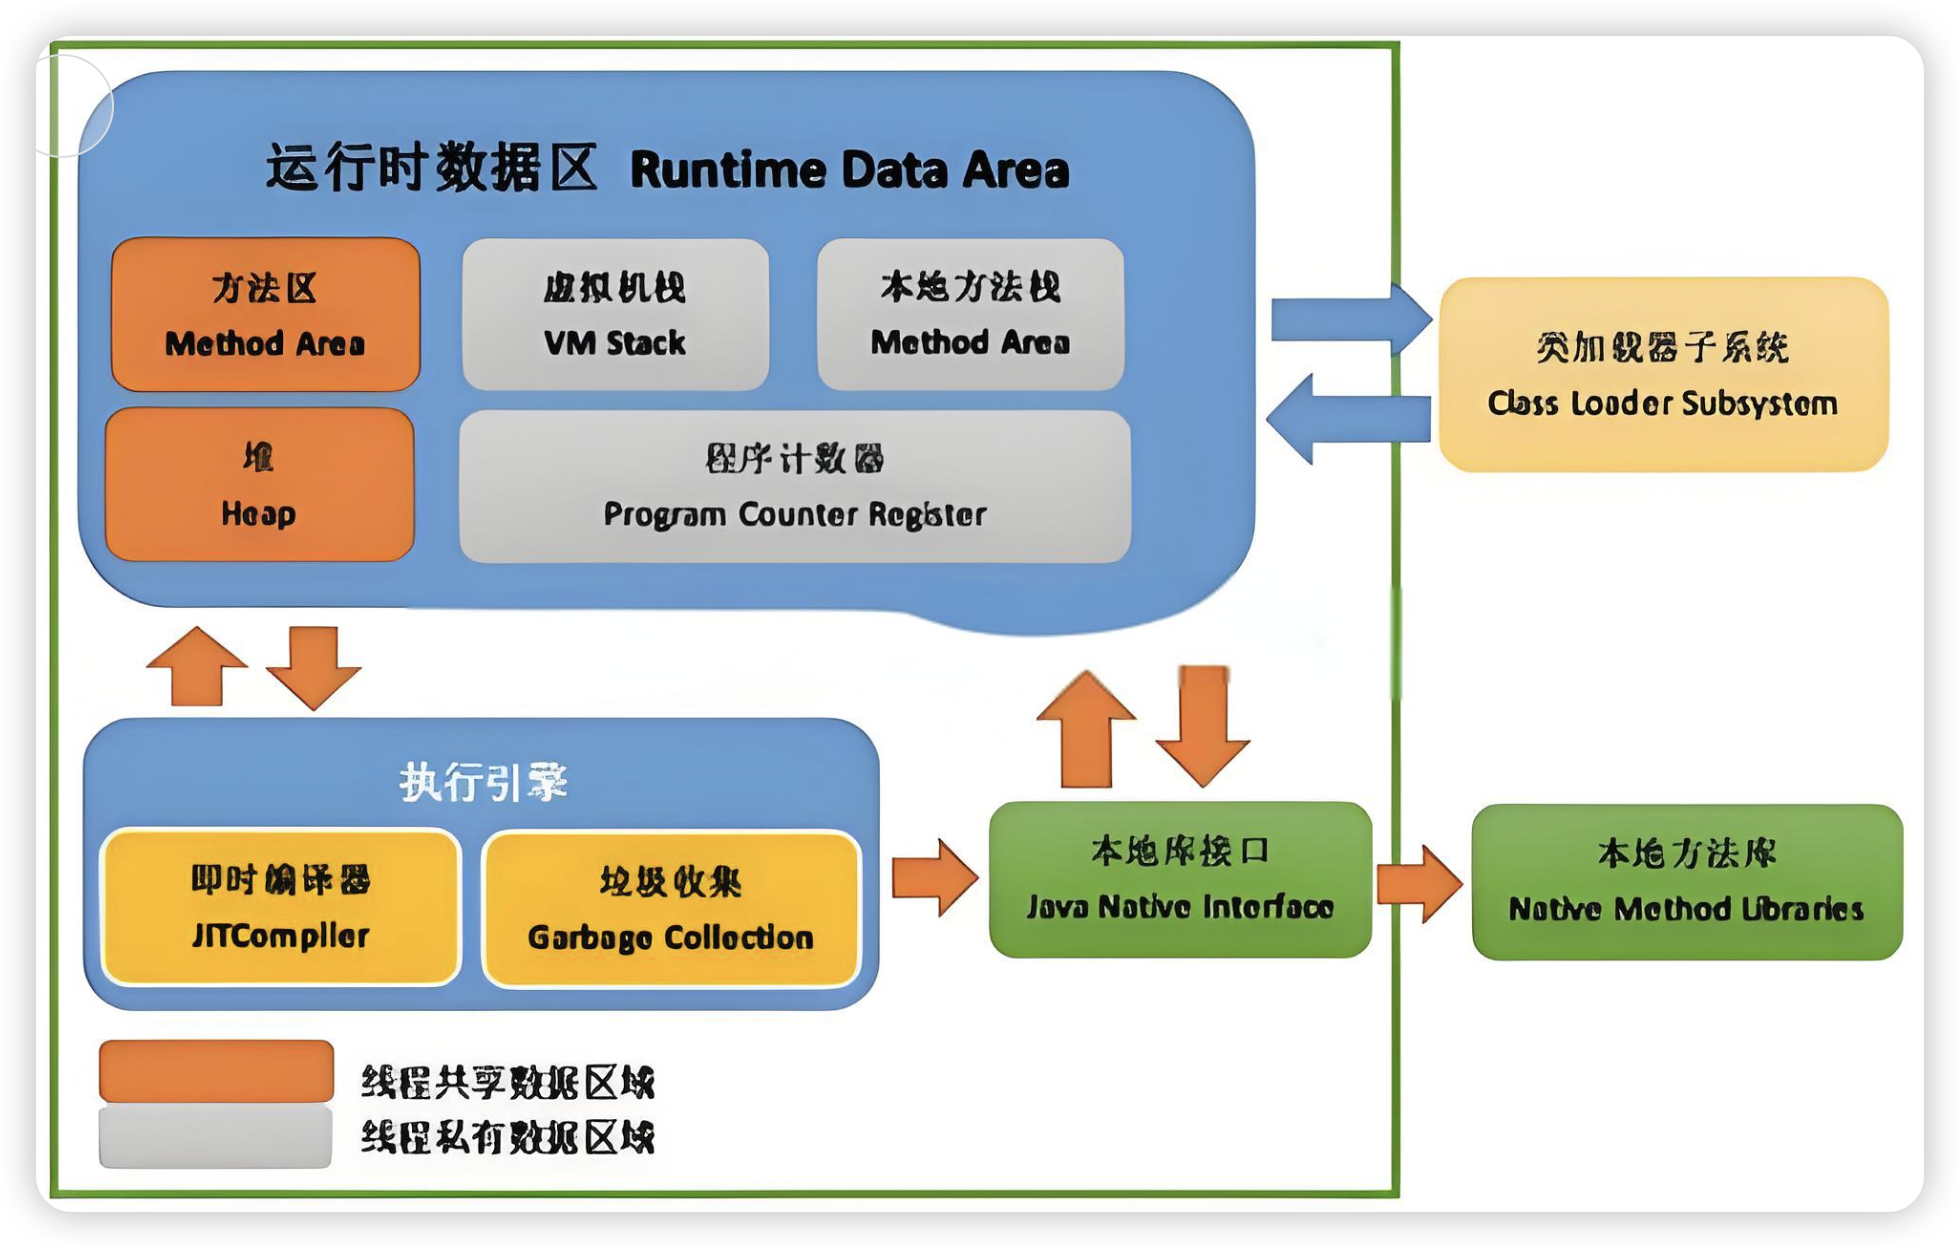 运行时数据区 Runtime Data Area
方法区
Method Area
虚拟机栈
VM Stack
本地方法栈
Method Area
堆
Heap
程序计数器
Program Counter Register
类加载器子系统
Class Loader Subsystem
执行引擎
即时编译器
JITCompiler
垃圾收集
Garbage Collection
本地库接口
Java Native Interface
本地方法库
Native Method Libraries
线程共享数据区域
线程私有数据区域